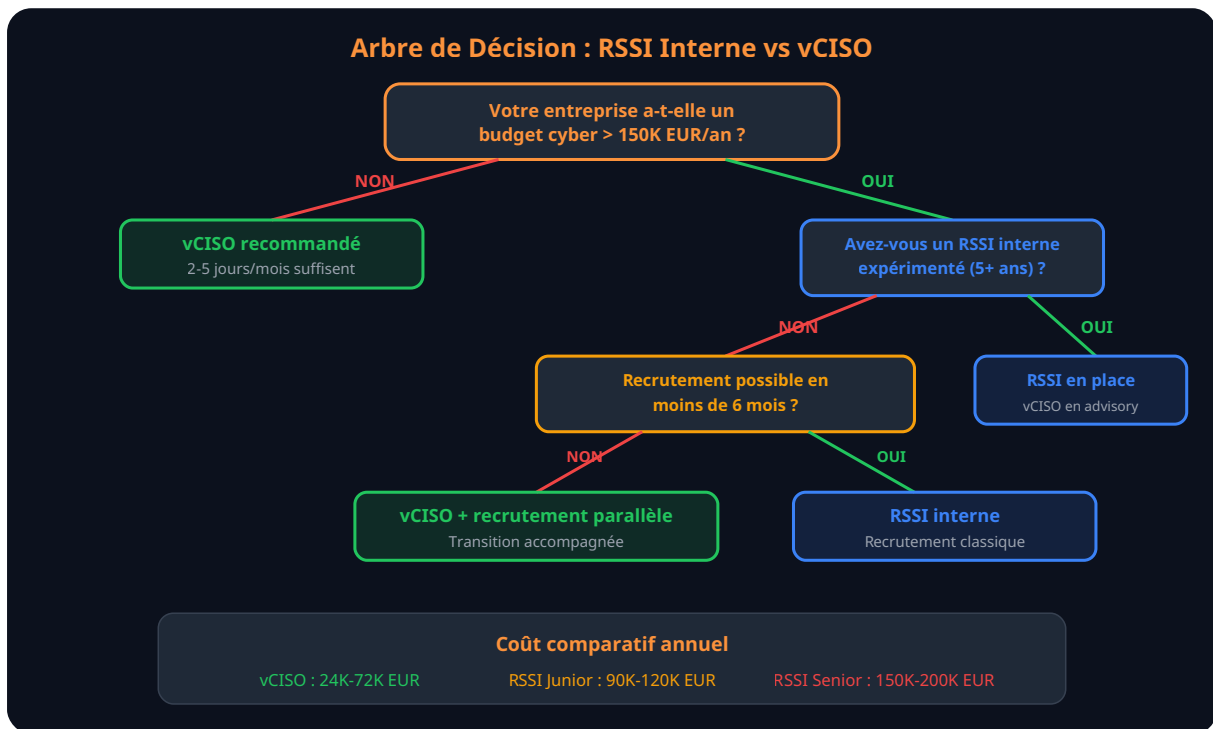 Arbre de Décision : RSSI Interne vs vCISO
Votre entreprise a-t-elle un
budget cyber > 150K EUR/an ?
NON
OUI
vCISO recommandé
2-5 jours/mois suffisent
Avez-vous un RSSI interne
expérimenté (5+ ans) ?
NON
OUI
Recrutement possible en
moins de 6 mois ?
RSSI en place
vCISO en advisory
NON
OUI
vCISO + recrutement parallèle
Transition accompagnée
RSSI interne
Recrutement classique
Coût comparatif annuel
vCISO : 24K-72K EUR
RSSI Junior : 90K-120K EUR
RSSI Senior : 150K-200K EUR